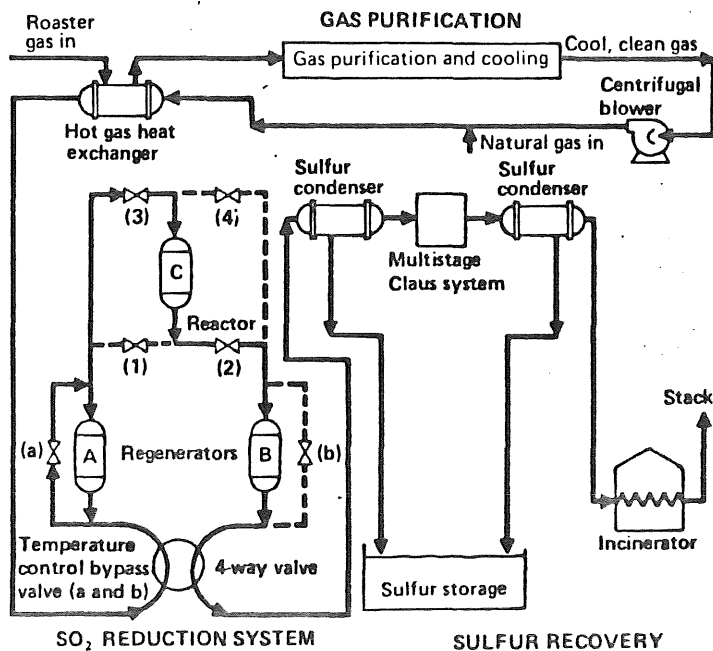 GAS PURIFICATION
Roaster
gas in
Gas purification and cooling
Cool, clean gas
Centrifugal
blower
Hot gas heat
exchanger
Natural gas in
Sulfur
condenser
Sulfur
condenser
(3)
(4)
Multistage
Claus system
C
Reactor
(1)
(2)
Stack
(a)
A
Regenerators
B
(b)
Incinerator
Temperature
control bypass
valve (a and b)
4-way valve
Sulfur storage
SO₂ REDUCTION SYSTEM
SULFUR RECOVERY